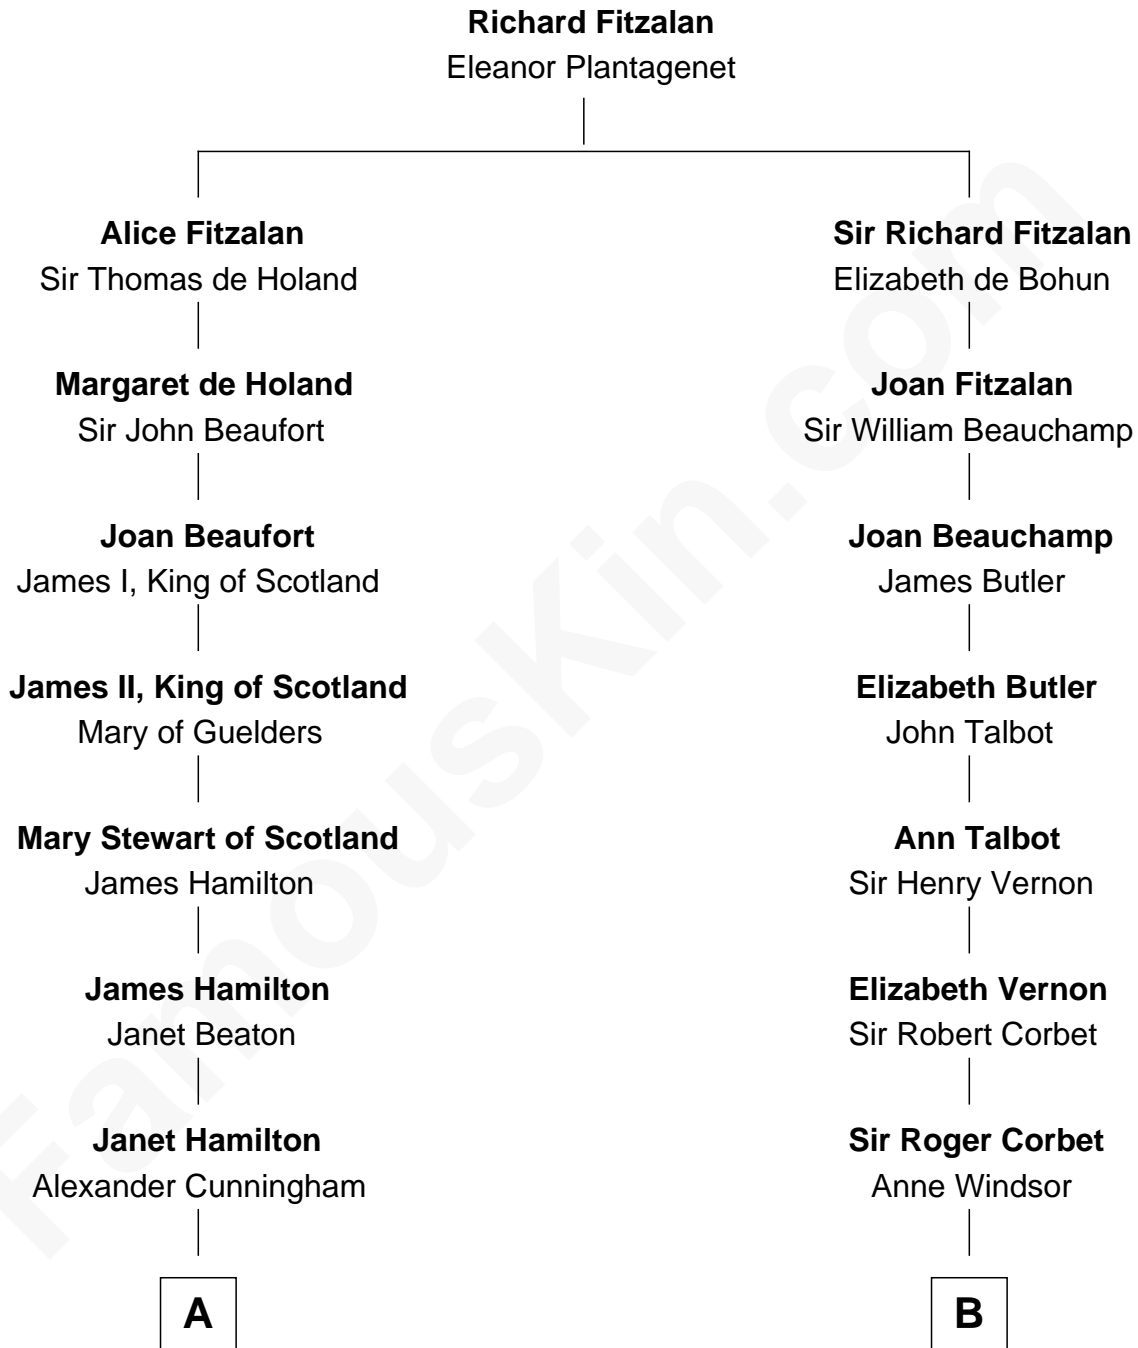 Richard Fitzalan
Eleanor Plantagenet
Alice Fitzalan
Sir Thomas de Holand
Sir Richard Fitzalan
Elizabeth de Bohun
Margaret de Holand
Sir John Beaufort
Joan Fitzalan
Sir William Beauchamp
Joan Beaufort
James I, King of Scotland
Joan Beauchamp
James Butler
James II, King of Scotland
Mary of Guelders
Elizabeth Butler
John Talbot
Mary Stewart of Scotland
James Hamilton
Ann Talbot
Sir Henry Vernon
James Hamilton
Janet Beaton
Elizabeth Vernon
Sir Robert Corbet
Janet Hamilton
Alexander Cunningham
Sir Roger Corbet
Anne Windsor
A
B
FamousKin.com